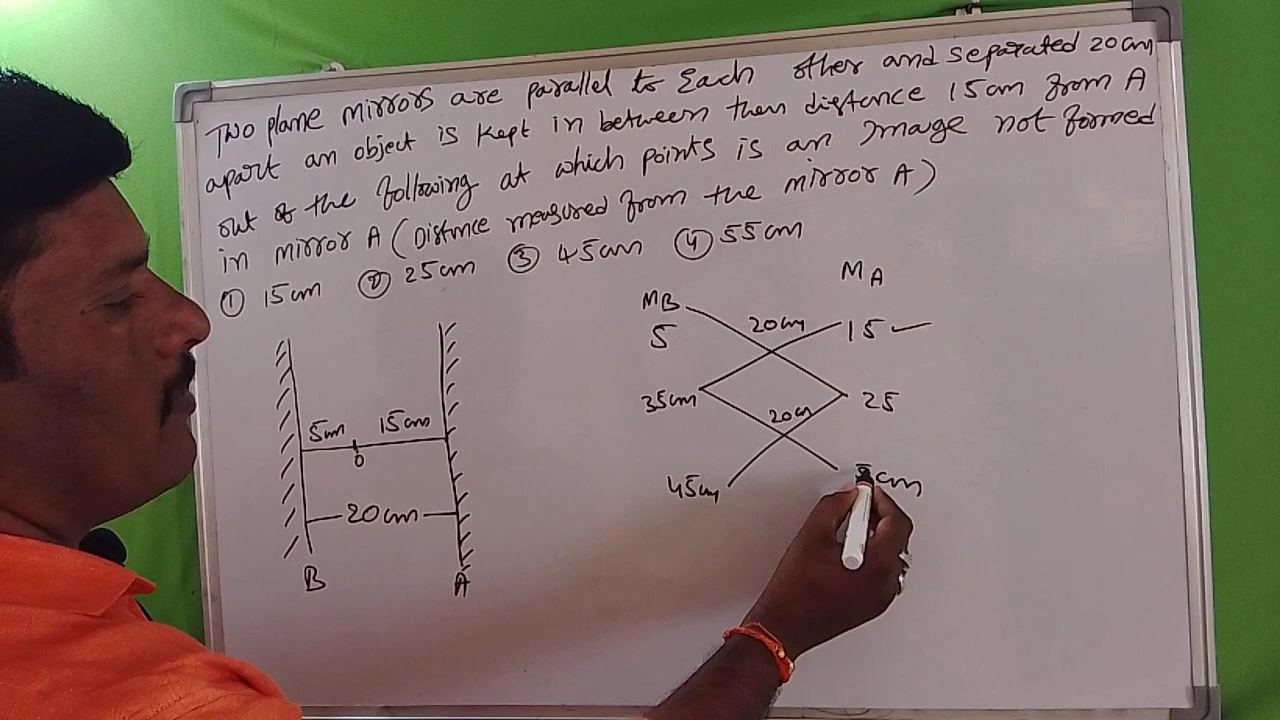 Two plane mirrors are parallel to Each other and separated 20cm
apart an object is kept in between then distance 15cm from A
out of the following at which points is an Image not formed
in mirror A (Distance measured from the mirror A)
① 15cm ② 25cm ③ 45cm ④ 55cm
MA
MB
20cm
15
5
35cm
25
20cm
45cm
cm
5cm
15cm
O
20cm
B
A